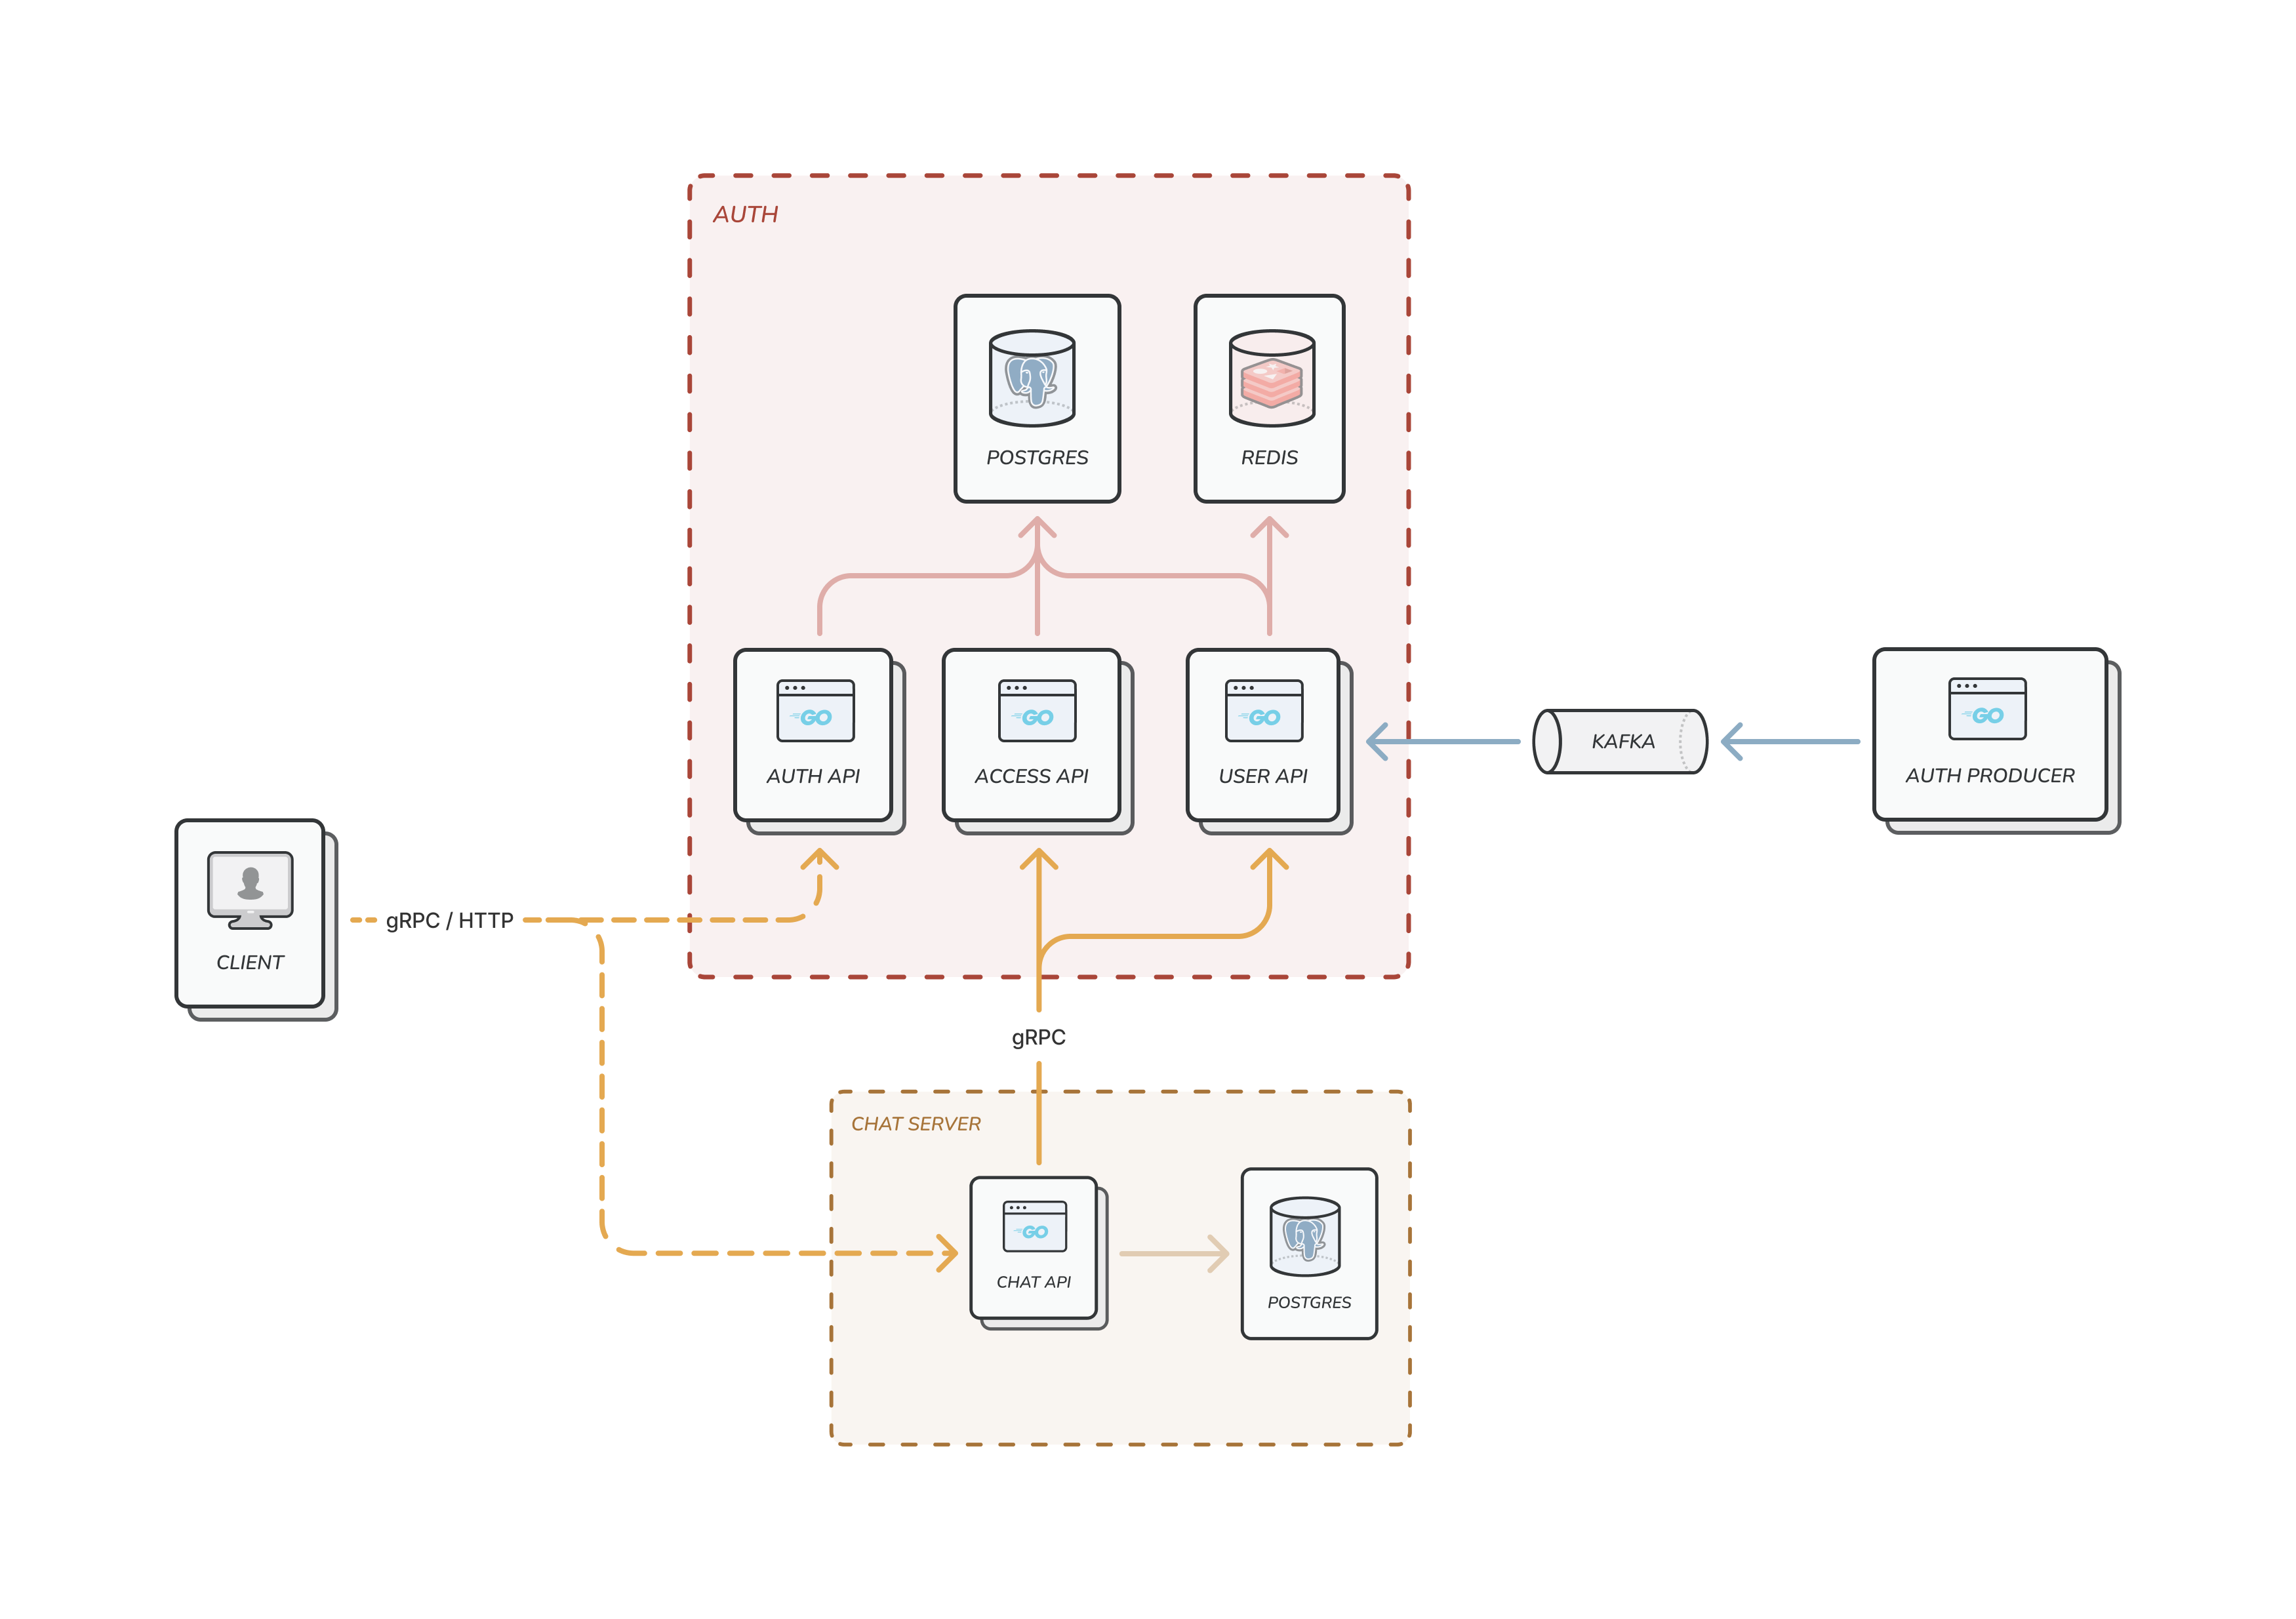 AUTH
POSTGRES
REDIS
GO
GO
GO
GO
AUTH API
ACCESS API
USER API
KAFKA
AUTH PRODUCER
gRPC / HTTP
CLIENT
gRPC
CHAT SERVER
GO
CHAT API
POSTGRES